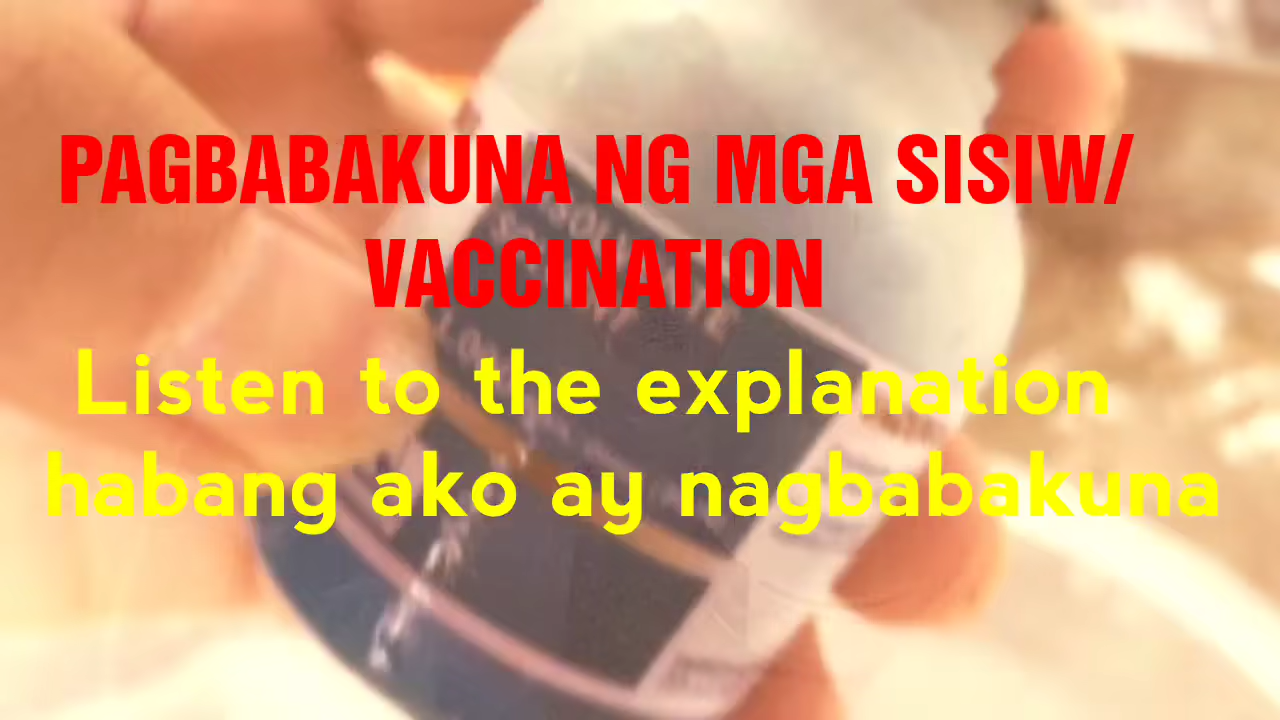 PAGBABAKUNA NG MGA SISIW/
VACCINATION
Listen to the explanation
habang ako ay nagbabakuna